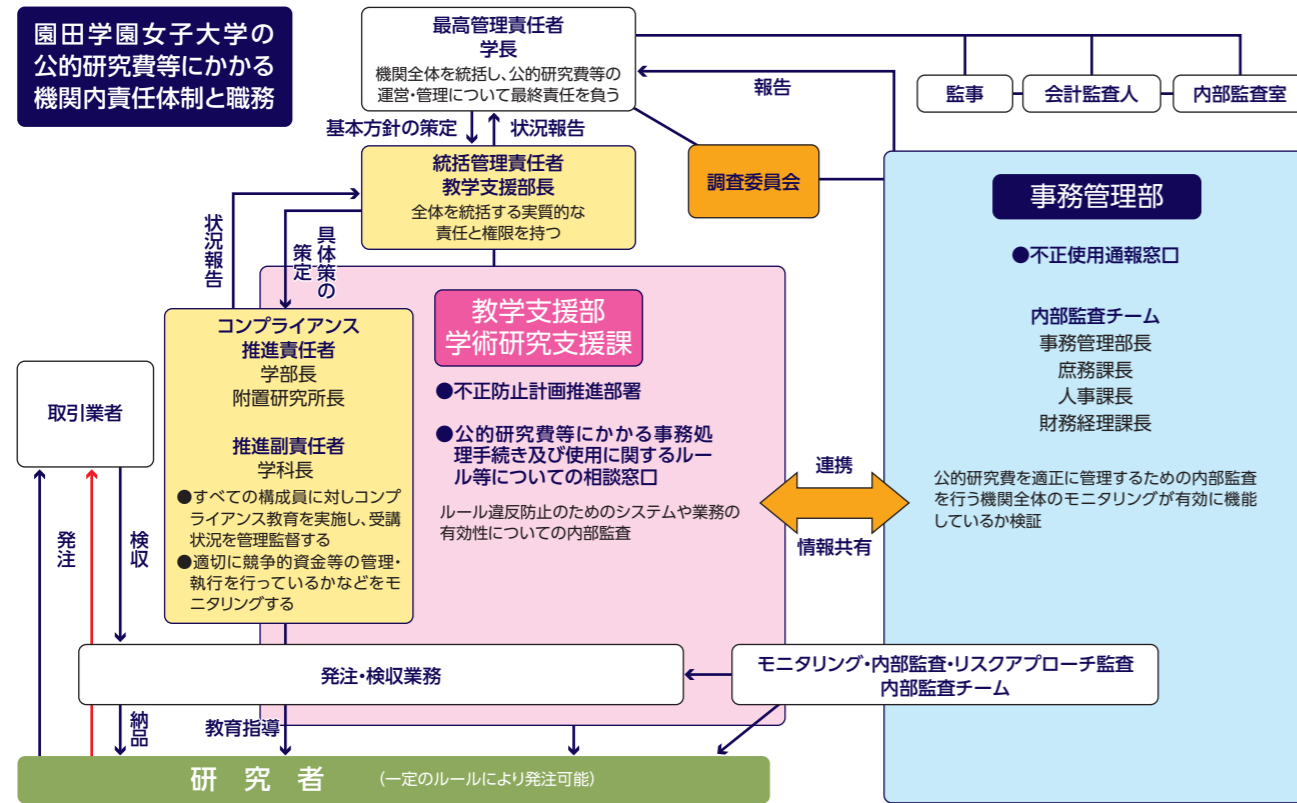 園田学園女子大学の
公的研究費等にかかる
機関内責任体制と職務
最高管理責任者
学長
機関全体を統括し、公的研究費等の
運営・管理について最終責任を負う
報告
監事
会計監査人
内部監査室
基本方針の策定
状況報告
統括管理責任者
教学支援部長
全体を統括する実質的な
責任と権限を持つ
調査委員会
事務管理部
●不正使用通報窓口
内部監査チーム
事務管理部長
庶務課長
人事課長
財務経理課長
公的研究費を適正に管理するための内部監査
を行う機関全体のモニタリングが有効に機能
しているか検証
状況報告
具体策の
策定
教学支援部
学術研究支援課
●不正防止計画推進部署
●公的研究費等にかかる事務処
理手続き及び使用に関するルー
ル等についての相談窓口
ルール違反防止のためのシステムや業務の
有効性についての内部監査
連携
情報共有
コンプライアンス
推進責任者
学部長
附置研究所長
推進副責任者
学科長
●すべての構成員に対しコンプ
ライアンス教育を実施し、受講
状況を管理監督する
●適切に競争的資金等の管理・
執行を行っているかなどをモ
ニタリングする
取引業者
発注
検収
発注・検収業務
モニタリング・内部監査・リスクアプローチ監査
内部監査チーム
納品
教育指導
研究者
(一定のルールにより発注可能)